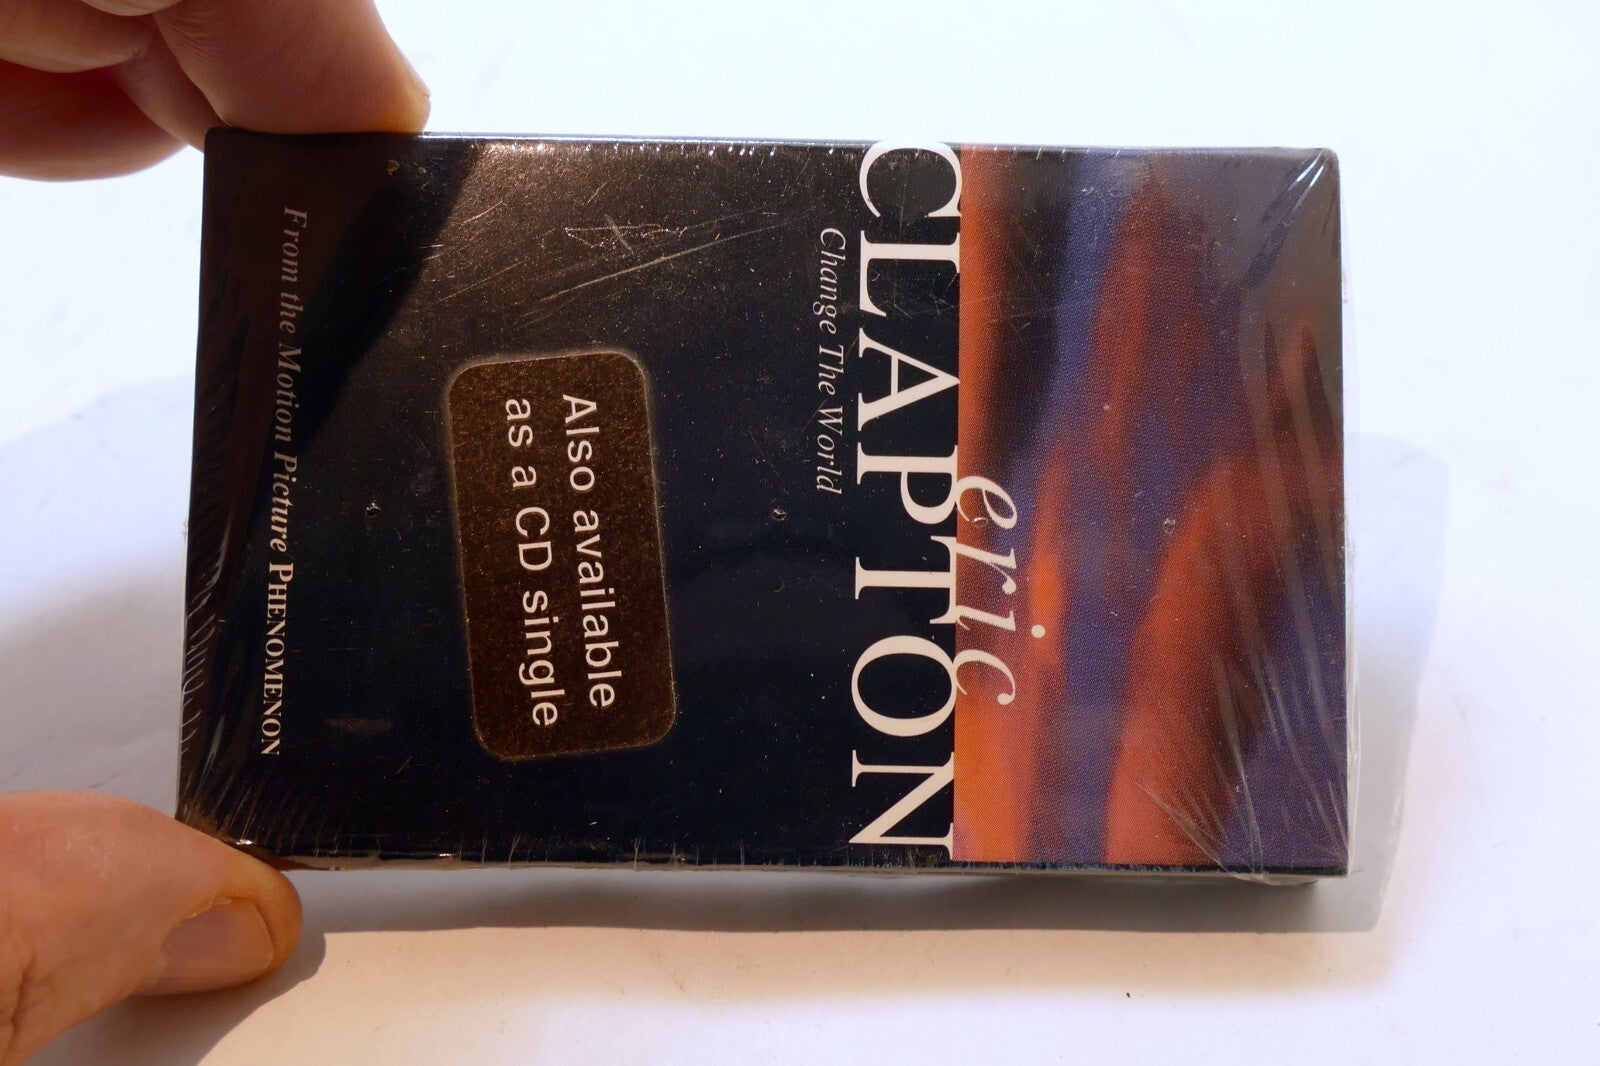 eric
CLAPTON
Change The World
Also available
as a CD single
From the Motion Picture PHENOMENON